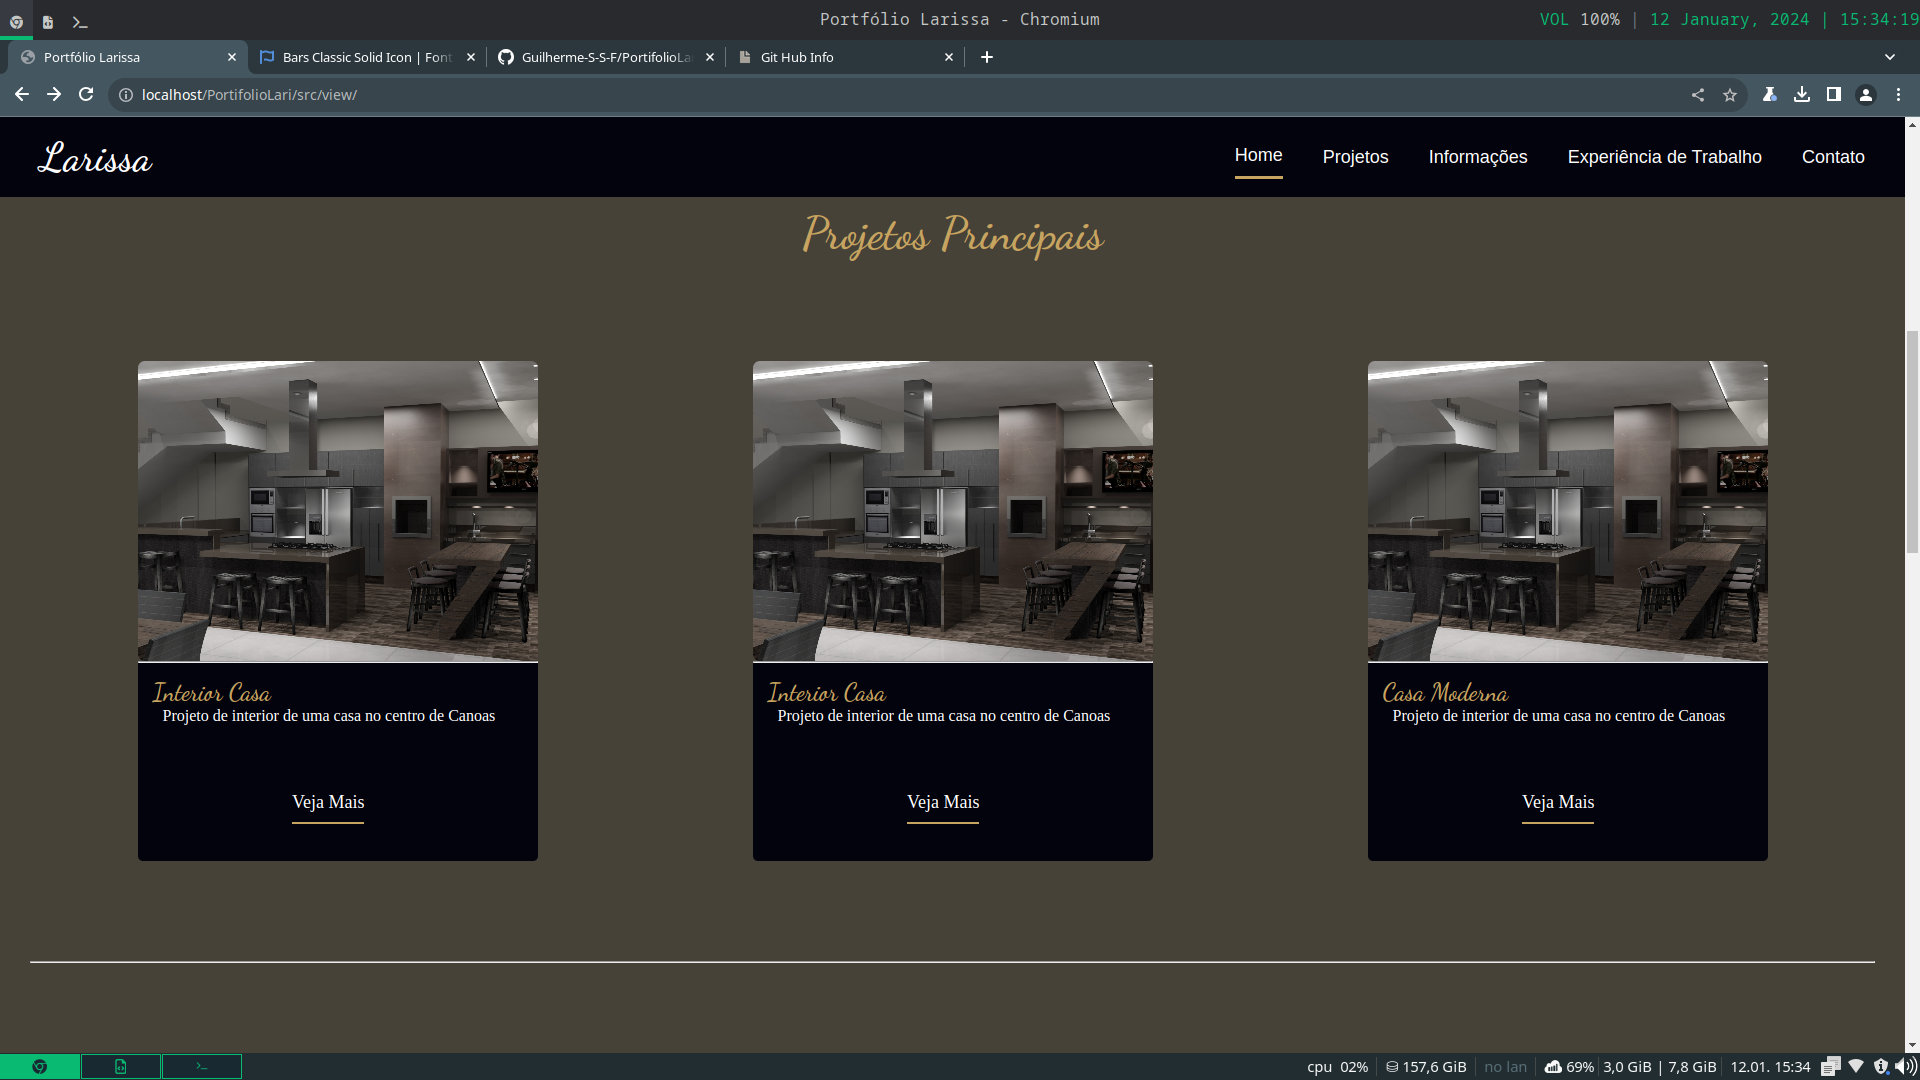 Portfólio Larissa - Chromium
VOL 100% | 12 January, 2024 | 15:34:19
Portfólio Larissa
Bars Classic Solid Icon | Font
Guilherme-S-S-F/PortifolioLar
Git Hub Info
localhost/PortifolioLari/src/view/
Larissa
Home
Projetos
Informações
Experiência de Trabalho
Contato
Projetos Principais
Interior Casa
Projeto de interior de uma casa no centro de Canoas
Veja Mais
Interior Casa
Projeto de interior de uma casa no centro de Canoas
Veja Mais
Casa Moderna
Projeto de interior de uma casa no centro de Canoas
Veja Mais
cpu 02%
157,6 GiB
no lan
69%
3,0 GiB | 7,8 GiB
12.01. 15:34